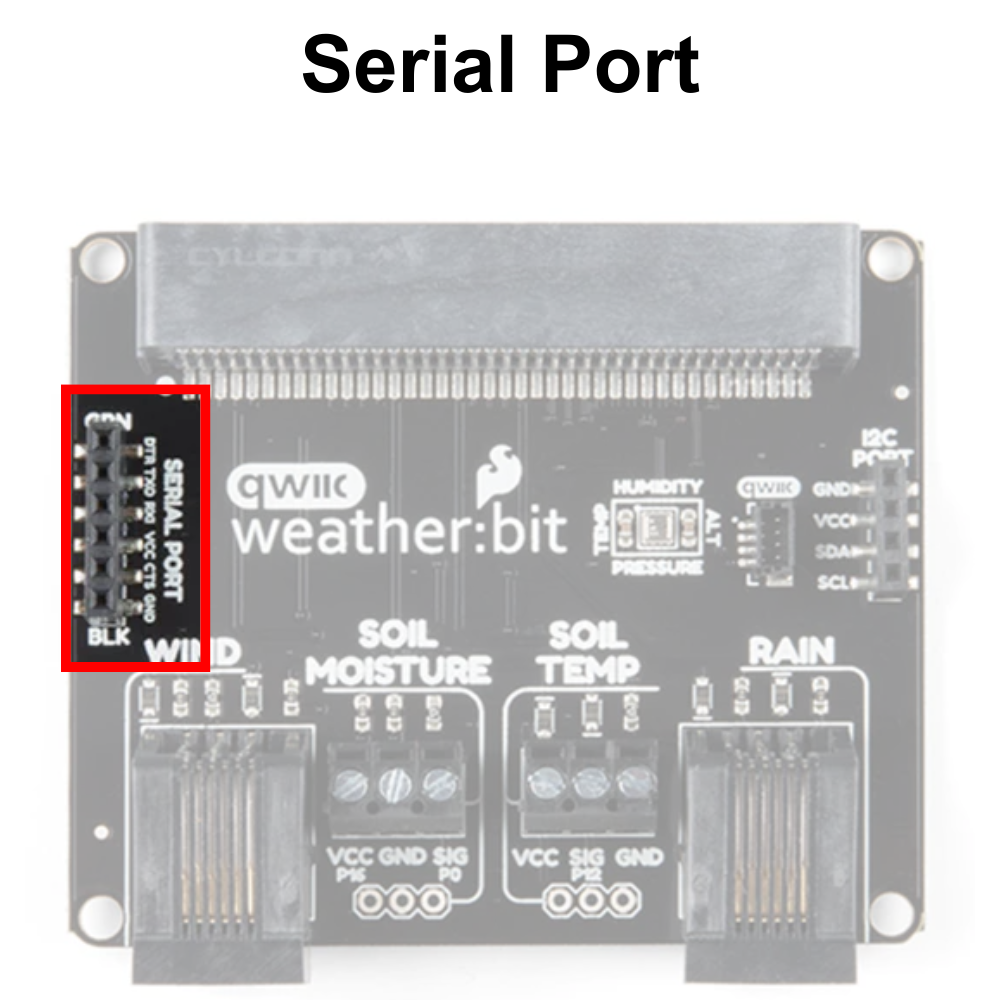 Serial Port
GRN
DTR TXO RXI VCC CTS GND
SERIAL PORT
BLK
qwiic
weather:bit
HUMIDITY
TEMP
ALT
PRESSURE
qwiic
I2C
PORT
GND
VCC
SDA
SCL
WIND
SOIL
MOISTURE
SOIL
TEMP
RAIN
VCC GND SIG
P16 P0
VCC SIG GND
P12